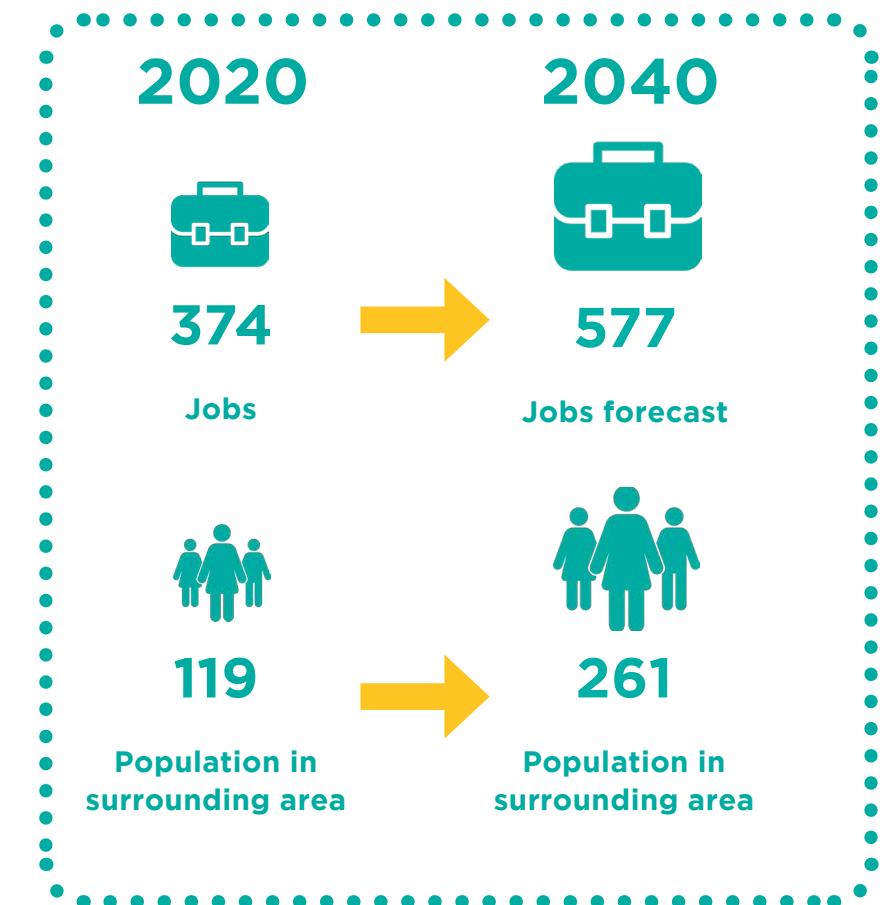 2020
2040
374
577
Jobs
Jobs forecast
119
261
Population in
surrounding area
Population in
surrounding area